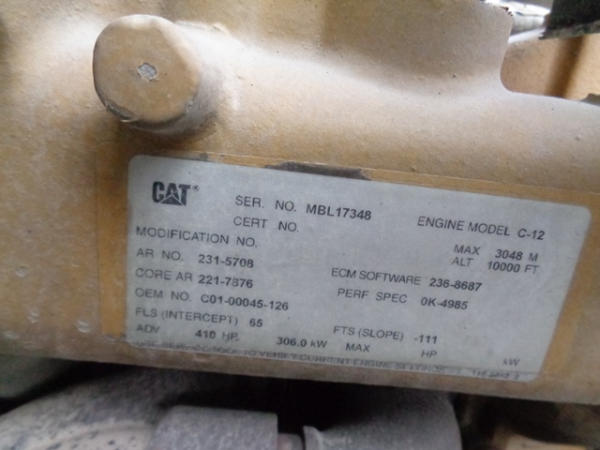 CAT
SER. NO. MBL17348
ENGINE MODEL C-12
CERT NO.
MAX 3048 M
MODIFICATION NO.
ALT 10000 FT
AR NO. 231-5708
ECM SOFTWARE 236-8687
CORE AR 221-7876
PERF SPEC 0K-4985
OEM NO. C01-00045-126
FLS (INTERCEPT) 65
FTS (SLOPE) -111
ADV 410 HP 306.0 kW MAX HP kW